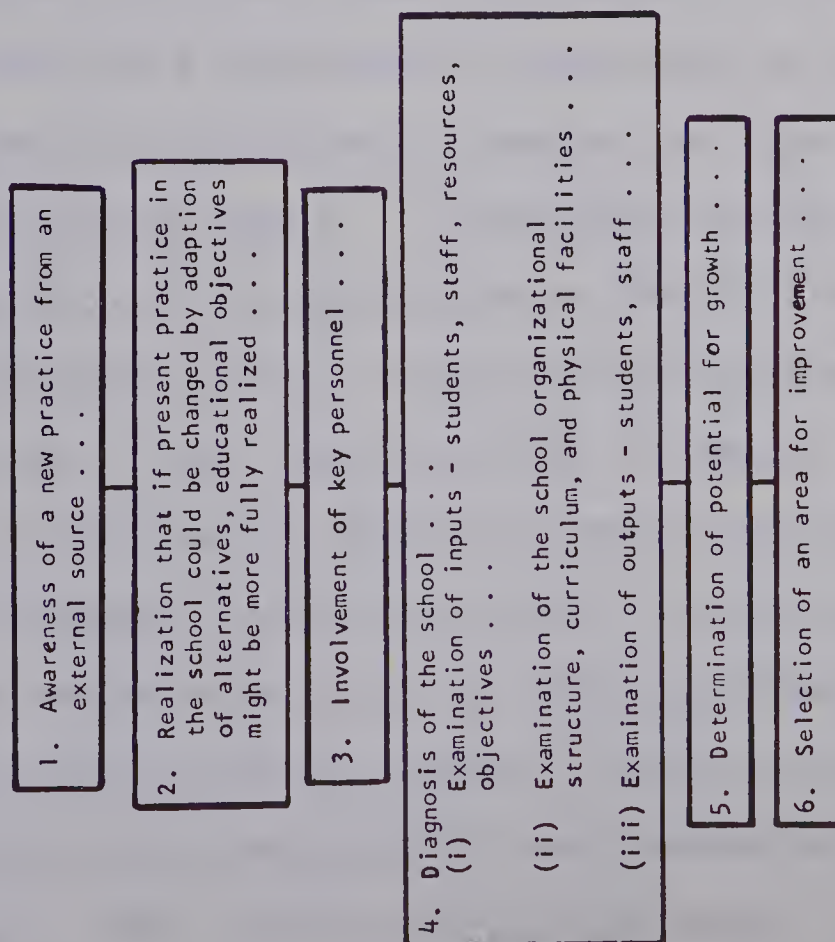 1. Awareness of a new practice from an
external source . . .
2. Realization that if present practice in
the school could be changed by adaption
of alternatives, educational objectives
might be more fully realized . . .
3. Involvement of key personnel . . .
4. Diagnosis of the school . . .
(i) Examination of inputs - students, staff, resources,
objectives . . .
(ii) Examination of the school organizational
structure, curriculum, and physical facilities . . .
(iii) Examination of outputs - students, staff . . .
5. Determination of potential for growth . . .
6. Selection of an area for improvement . . .